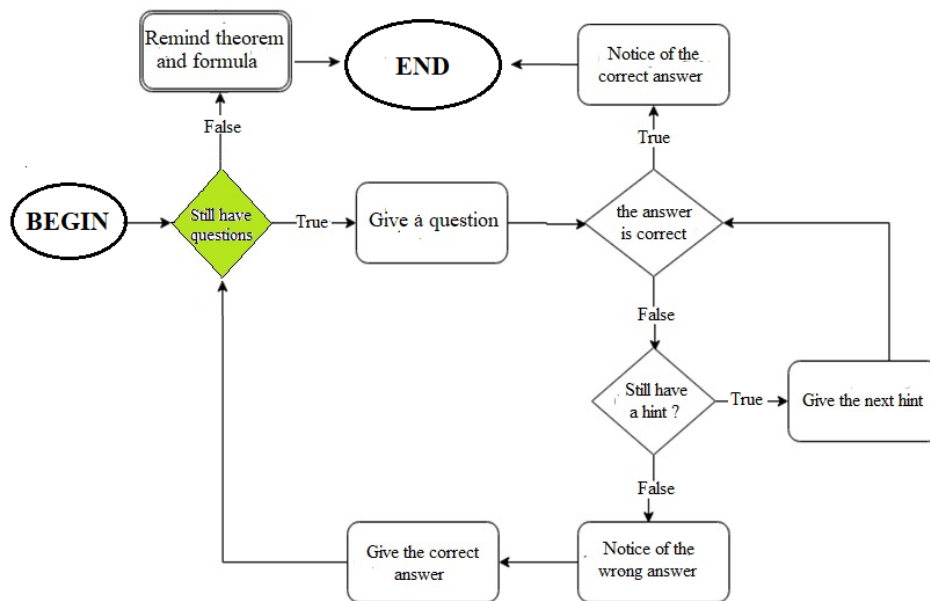 Remind theorem
and formula
END
Notice of the
correct answer
False
True
BEGIN
Still have
questions
True
Give a question
the answer
is correct
False
Still have
a hint ?
True
Give the next hint
False
Give the correct
answer
Notice of the
wrong answer